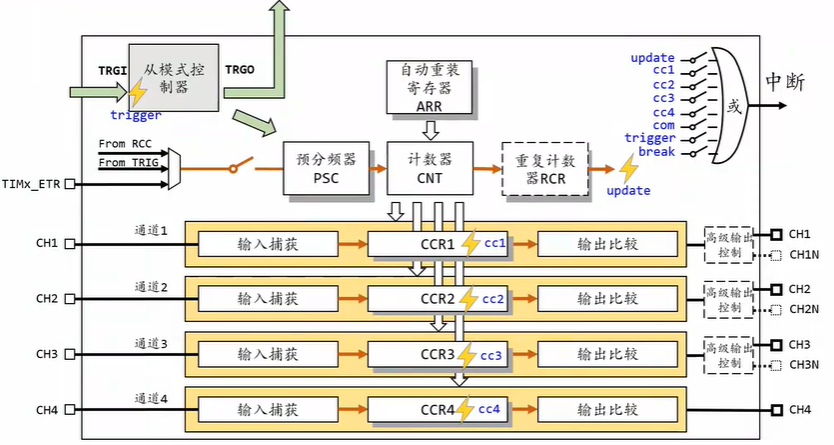 TRGI
从模式控
制器
TRGO
trigger
自动重装
寄存器
ARR
update
cc1
cc2
cc3
cc4
com
trigger
break
或
中断
From RCC
From TRIG
TIMx_ETR
预分频器
PSC
计数器
CNT
重复计数
器RCR
update
CH1
通道1
输入捕获
CCR1
cc1
输出比较
高级输出
控制
CH1
CH1N
CH2
通道2
输入捕获
CCR2
cc2
输出比较
高级输出
控制
CH2
CH2N
CH3
通道3
输入捕获
CCR3
cc3
输出比较
高级输出
控制
CH3
CH3N
CH4
通道4
输入捕获
CCR4
cc4
输出比较
CH4